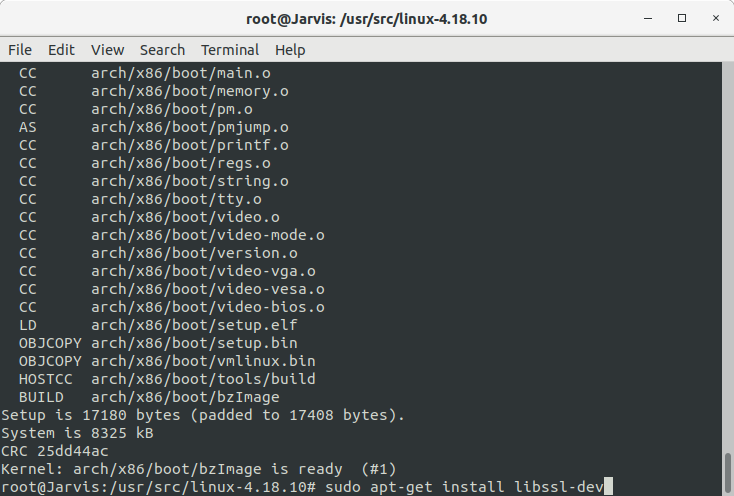 root@Jarvis: /usr/src/linux-4.18.10
File Edit View Search Terminal Help
CC arch/x86/boot/main.o
CC arch/x86/boot/memory.o
CC arch/x86/boot/pm.o
AS arch/x86/boot/pmjump.o
CC arch/x86/boot/printf.o
CC arch/x86/boot/regs.o
CC arch/x86/boot/string.o
CC arch/x86/boot/tty.o
CC arch/x86/boot/video.o
CC arch/x86/boot/video-mode.o
CC arch/x86/boot/version.o
CC arch/x86/boot/video-vga.o
CC arch/x86/boot/video-vesa.o
CC arch/x86/boot/video-bios.o
LD arch/x86/boot/setup.elf
OBJCOPY arch/x86/boot/setup.bin
OBJCOPY arch/x86/boot/vmlinux.bin
HOSTCC arch/x86/boot/tools/build
BUILD arch/x86/boot/bzImage
Setup is 17180 bytes (padded to 17408 bytes).
System is 8325 kB
CRC 25dd44ac
Kernel: arch/x86/boot/bzImage is ready (#1)
root@Jarvis:/usr/src/linux-4.18.10# sudo apt-get install libssl-dev